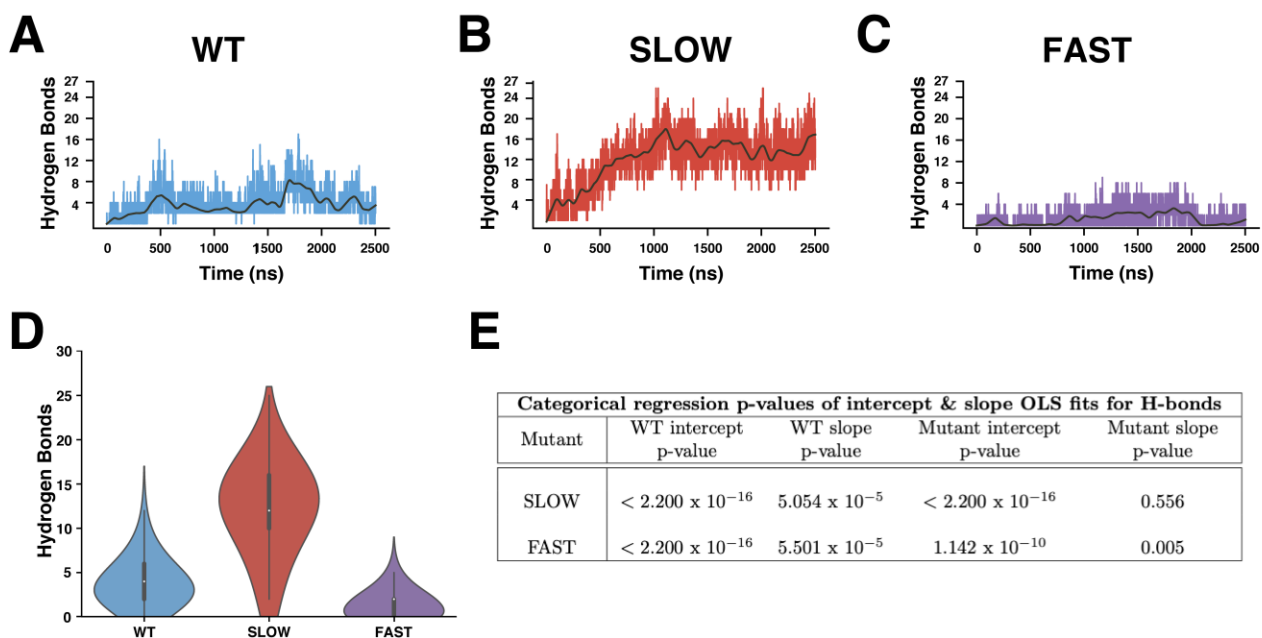 A
WT
Hydrogen Bonds
27
24
20
16
12
8
4
0
500
1000
1500
2000
2500
Time (ns)
B
SLOW
Hydrogen Bonds
27
24
20
16
12
8
4
0
500
1000
1500
2000
2500
Time (ns)
C
FAST
Hydrogen Bonds
27
24
20
16
12
8
4
0
500
1000
1500
2000
2500
Time (ns)
D
Hydrogen Bonds
30
25
20
15
10
5
0
WT
SLOW
FAST
E
Categorical regression p-values of intercept & slope OLS fits for H-bonds
Mutant
WT intercept p-value
WT slope p-value
Mutant intercept p-value
Mutant slope p-value
SLOW < 2.200 x 10⁻¹⁶ 5.054 x 10⁻⁵ < 2.200 x 10⁻¹⁶ 0.556
FAST < 2.200 x 10⁻¹⁶ 5.501 x 10⁻⁵ 1.142 x 10⁻¹⁰ 0.005